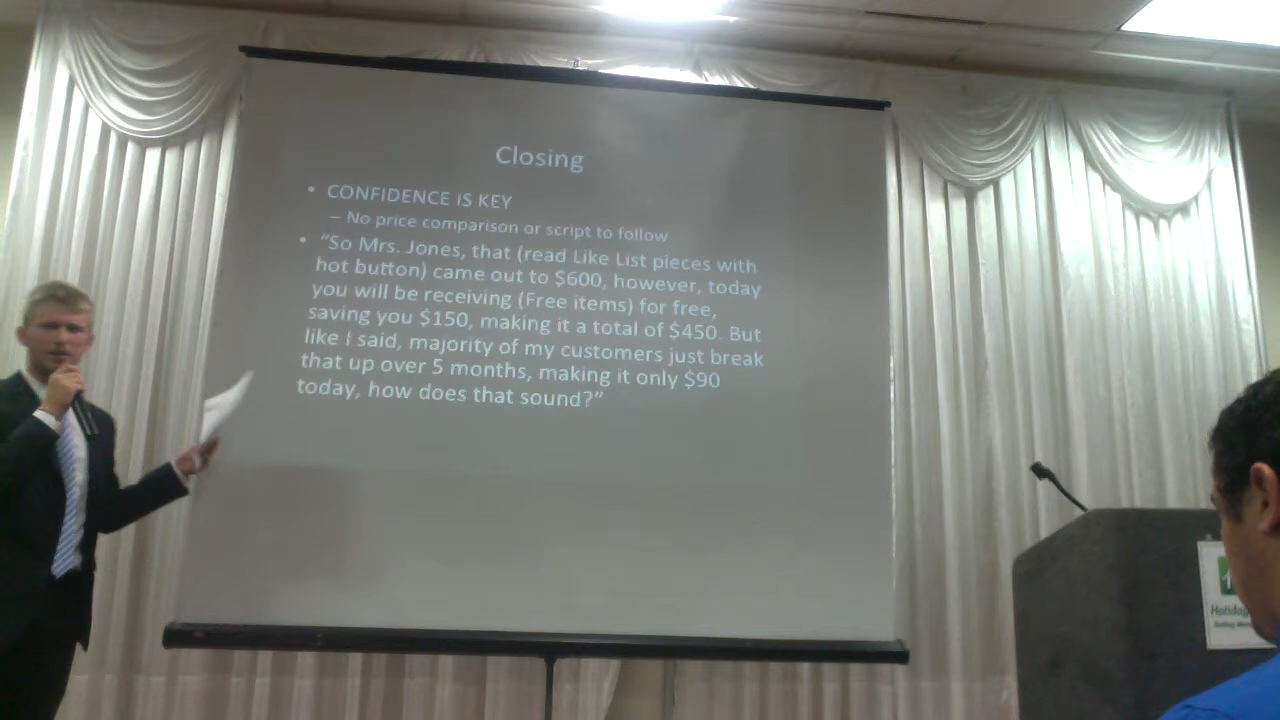 Closing
• CONFIDENCE IS KEY
– No price comparison or script to follow
• "So Mrs. Jones, that (read Like List pieces with
hot button) came out to $600, however, today
you will be receiving (Free items) for free,
saving you $150, making it a total of $450. But
like I said, majority of my customers just break
that up over 5 months, making it only $90
today, how does that sound?"